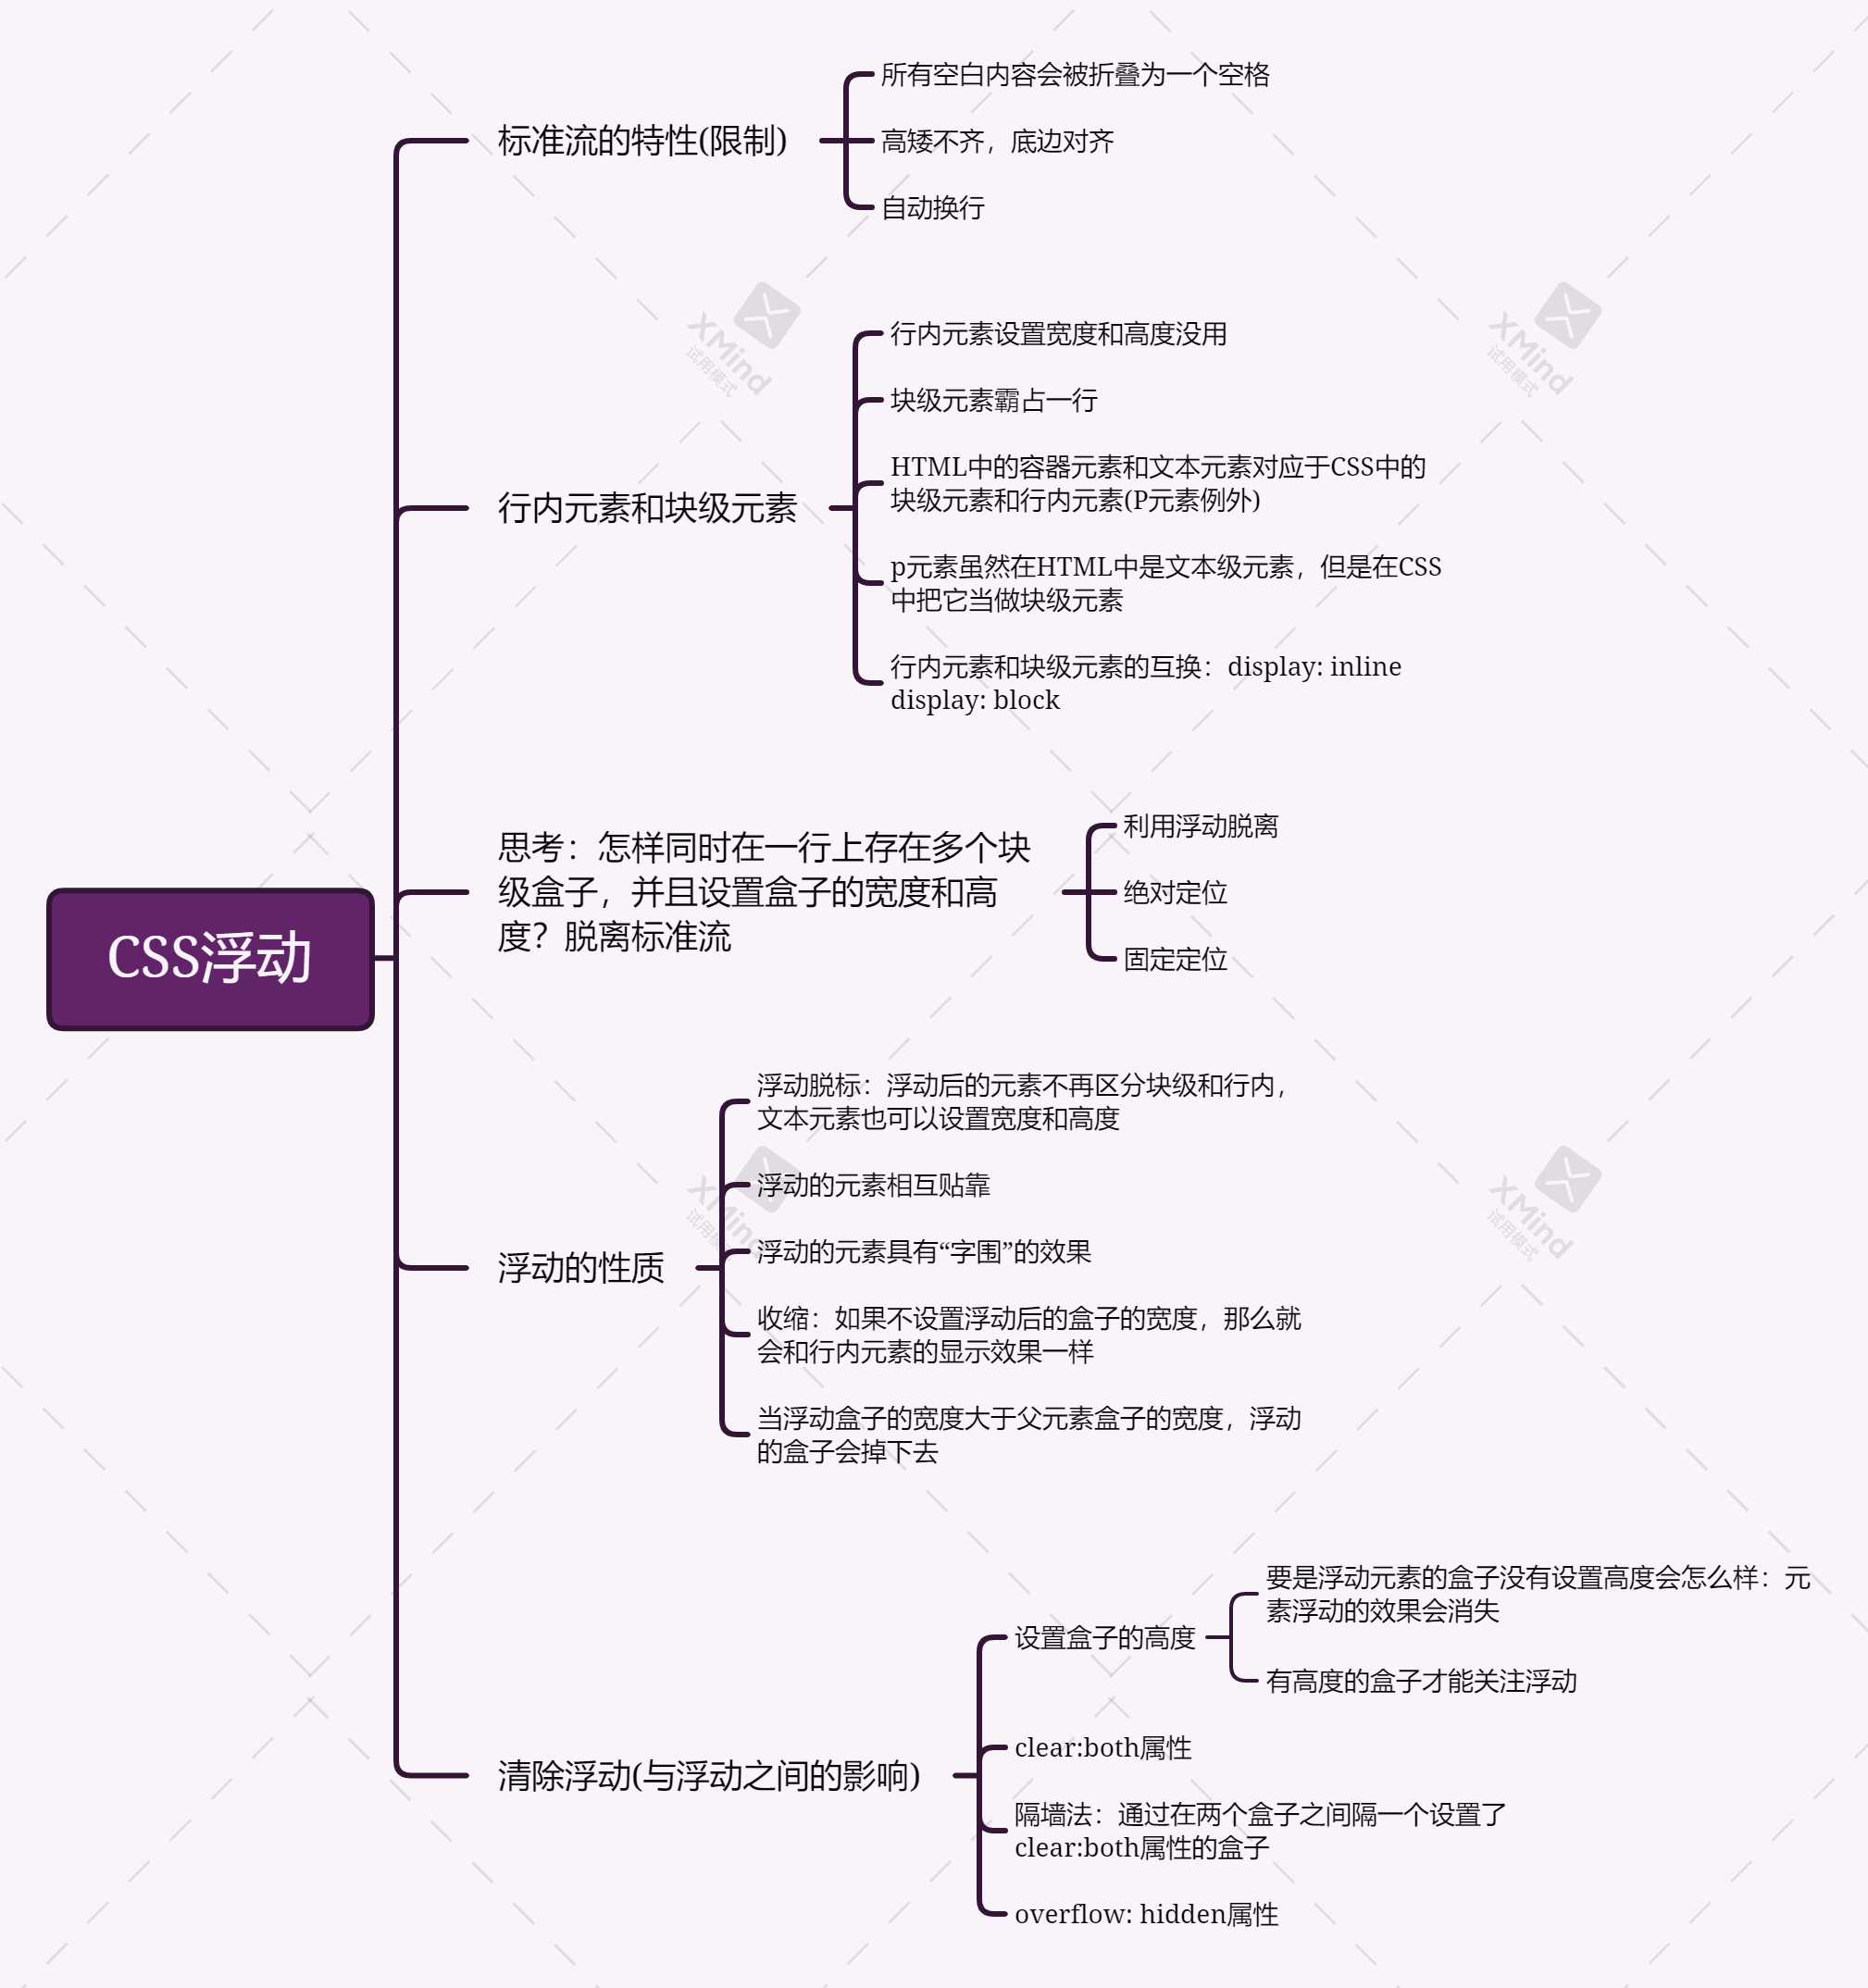 所有空白内容会被折叠为一个空格
标准流的特性(限制)
高矮不齐，底边对齐
自动换行
XMind
试用模式
XMind
试用模式
行内元素设置宽度和高度没用
块级元素霸占一行
HTML中的容器元素和文本元素对应于CSS中的
块级元素和行内元素(P元素例外)
行内元素和块级元素
p元素虽然在HTML中是文本级元素，但是在CSS
中把它当做块级元素
行内元素和块级元素的互换：display: inline
display: block
思考：怎样同时在一行上存在多个块
级盒子，并且设置盒子的宽度和高
度？脱离标准流
利用浮动脱离
绝对定位
固定定位
CSS浮动
浮动脱标：浮动后的元素不再区分块级和行内，
文本元素也可以设置宽度和高度
浮动的元素相互贴靠
XMind
试用模式
XMind
试用模式
浮动的元素具有“字围”的效果
浮动的性质
收缩：如果不设置浮动后的盒子的宽度，那么就
会和行内元素的显示效果一样
当浮动盒子的宽度大于父元素盒子的宽度，浮动
的盒子会掉下去
要是浮动元素的盒子没有设置高度会怎么样：元
素浮动的效果会消失
设置盒子的高度
有高度的盒子才能关注浮动
clear:both属性
清除浮动(与浮动之间的影响)
隔墙法：通过在两个盒子之间隔一个设置了
clear:both属性的盒子
overflow: hidden属性